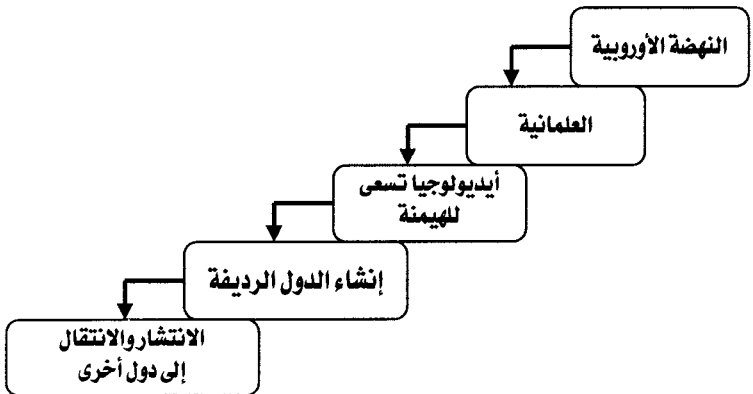 النهضة الأوروبية
العلمانية
أيديولوجيا تسعى
للهيمنة
إنشاء الدول الرديفة
الانتشار والانتقال
إلى دول أخرى